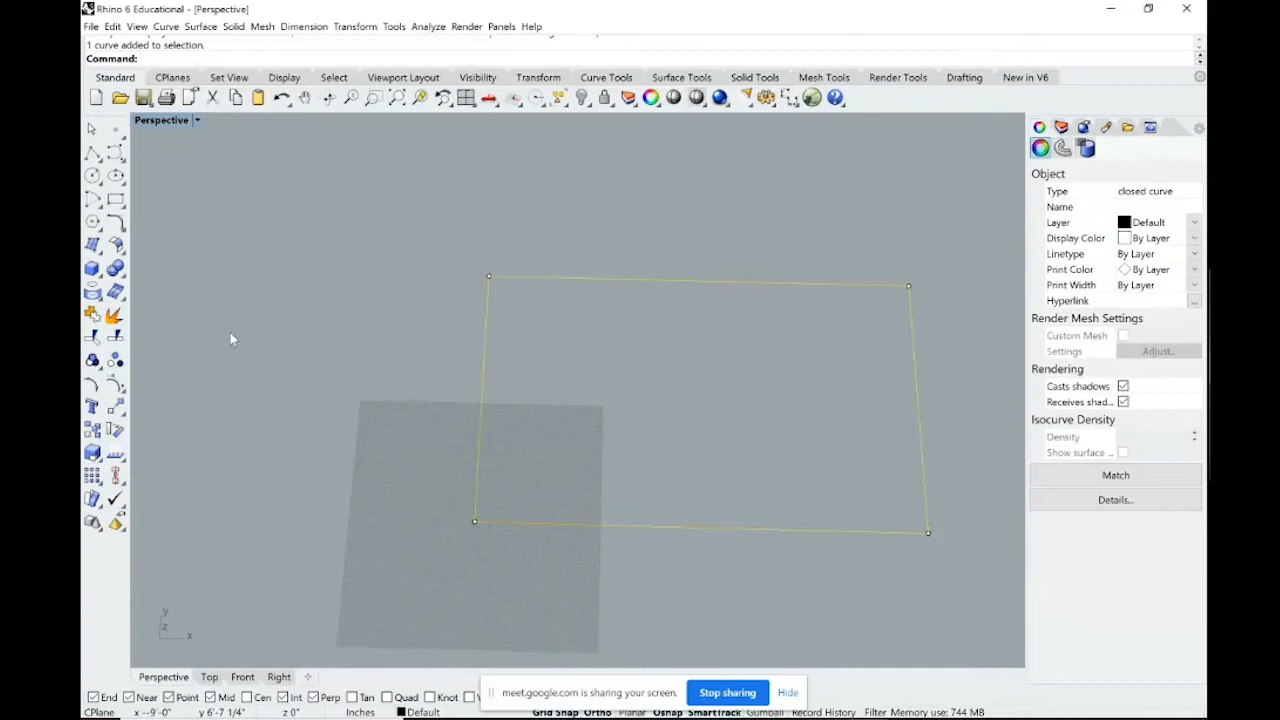 Rhino 6 Educational - [Perspective]
File Edit View Curve Surface Solid Mesh Dimension Transform Tools Analyze Render Panels Help
1 curve added to selection.
Command:
Standard CPlanes Set View Display Select Viewport Layout Visibility Transform Curve Tools Surface Tools Solid Tools Mesh Tools Render Tools Drafting New in V6
Perspective
Object
Type closed curve
Name
Layer Default
Display Color By Layer
Linetype By Layer
Print Color By Layer
Print Width By Layer
Hyperlink ...
Render Mesh Settings
Custom Mesh
Settings Adjust...
Rendering
Casts shadows
Receives shad...
Isocurve Density
Density
Show surface ...
Match
Details...
y
z
x
Perspective Top Front Right
End Near Point Mid Cen Int Perp Tan Quad Knot
meet.google.com is sharing your screen. Stop sharing Hide
CPlane x --9'-0" y 6'-7 1/4" z 0" Inches Default Grid Snap Ortho Planar Osnap SmartTrack Gumball Record History Filter Memory use: 744 MB